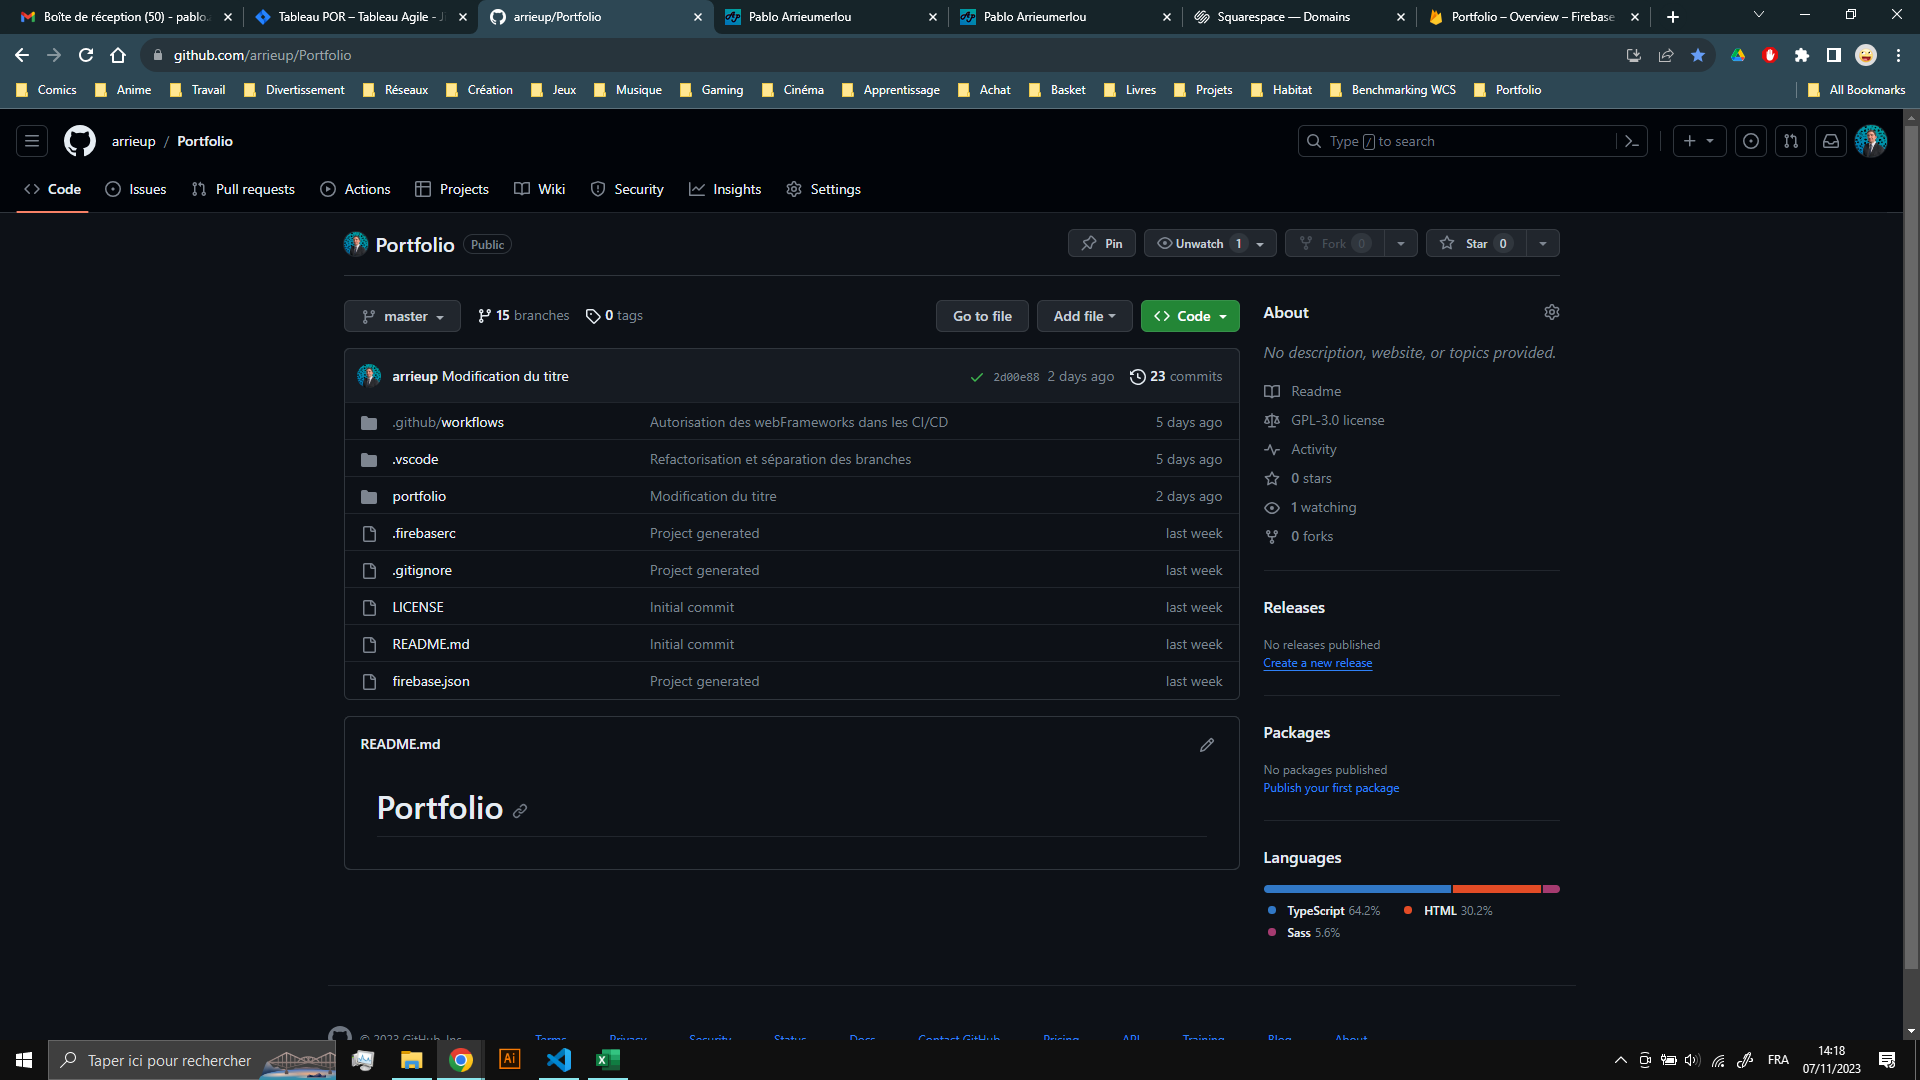 Boîte de réception (50) - pablo.
Tableau POR – Tableau Agile - Ji
arrieup/Portfolio
Pablo Arrieumerlou
Pablo Arrieumerlou
Squarespace — Domains
Portfolio – Overview – Firebase
github.com/arrieup/Portfolio
Comics
Anime
Travail
Divertissement
Réseaux
Création
Jeux
Musique
Gaming
Cinéma
Apprentissage
Achat
Basket
Livres
Projets
Habitat
Benchmarking WCS
Portfolio
All Bookmarks
arrieup / Portfolio
Type / to search
Code
Issues
Pull requests
Actions
Projects
Wiki
Security
Insights
Settings
Portfolio Public
Pin
Unwatch 1
Fork 0
Star 0
master
15 branches
0 tags
Go to file
Add file
Code
arrieup Modification du titre 2d00e88 2 days ago 23 commits
.github/workflows Autorisation des webFrameworks dans les CI/CD 5 days ago
.vscode Refactorisation et séparation des branches 5 days ago
portfolio Modification du titre 2 days ago
.firebaserc Project generated last week
.gitignore Project generated last week
LICENSE Initial commit last week
README.md Initial commit last week
firebase.json Project generated last week
README.md
Portfolio
About
No description, website, or topics provided.
Readme
GPL-3.0 license
Activity
0 stars
1 watching
0 forks
Releases
No releases published
Create a new release
Packages
No packages published
Publish your first package
Languages
TypeScript 64.2% HTML 30.2%
Sass 5.6%
© 2023 GitHub, Inc.
Terms
Privacy
Security
Status
Docs
Contact GitHub
Pricing
API
Training
Blog
About
Taper ici pour rechercher
Ai
FRA
14:18
07/11/2023